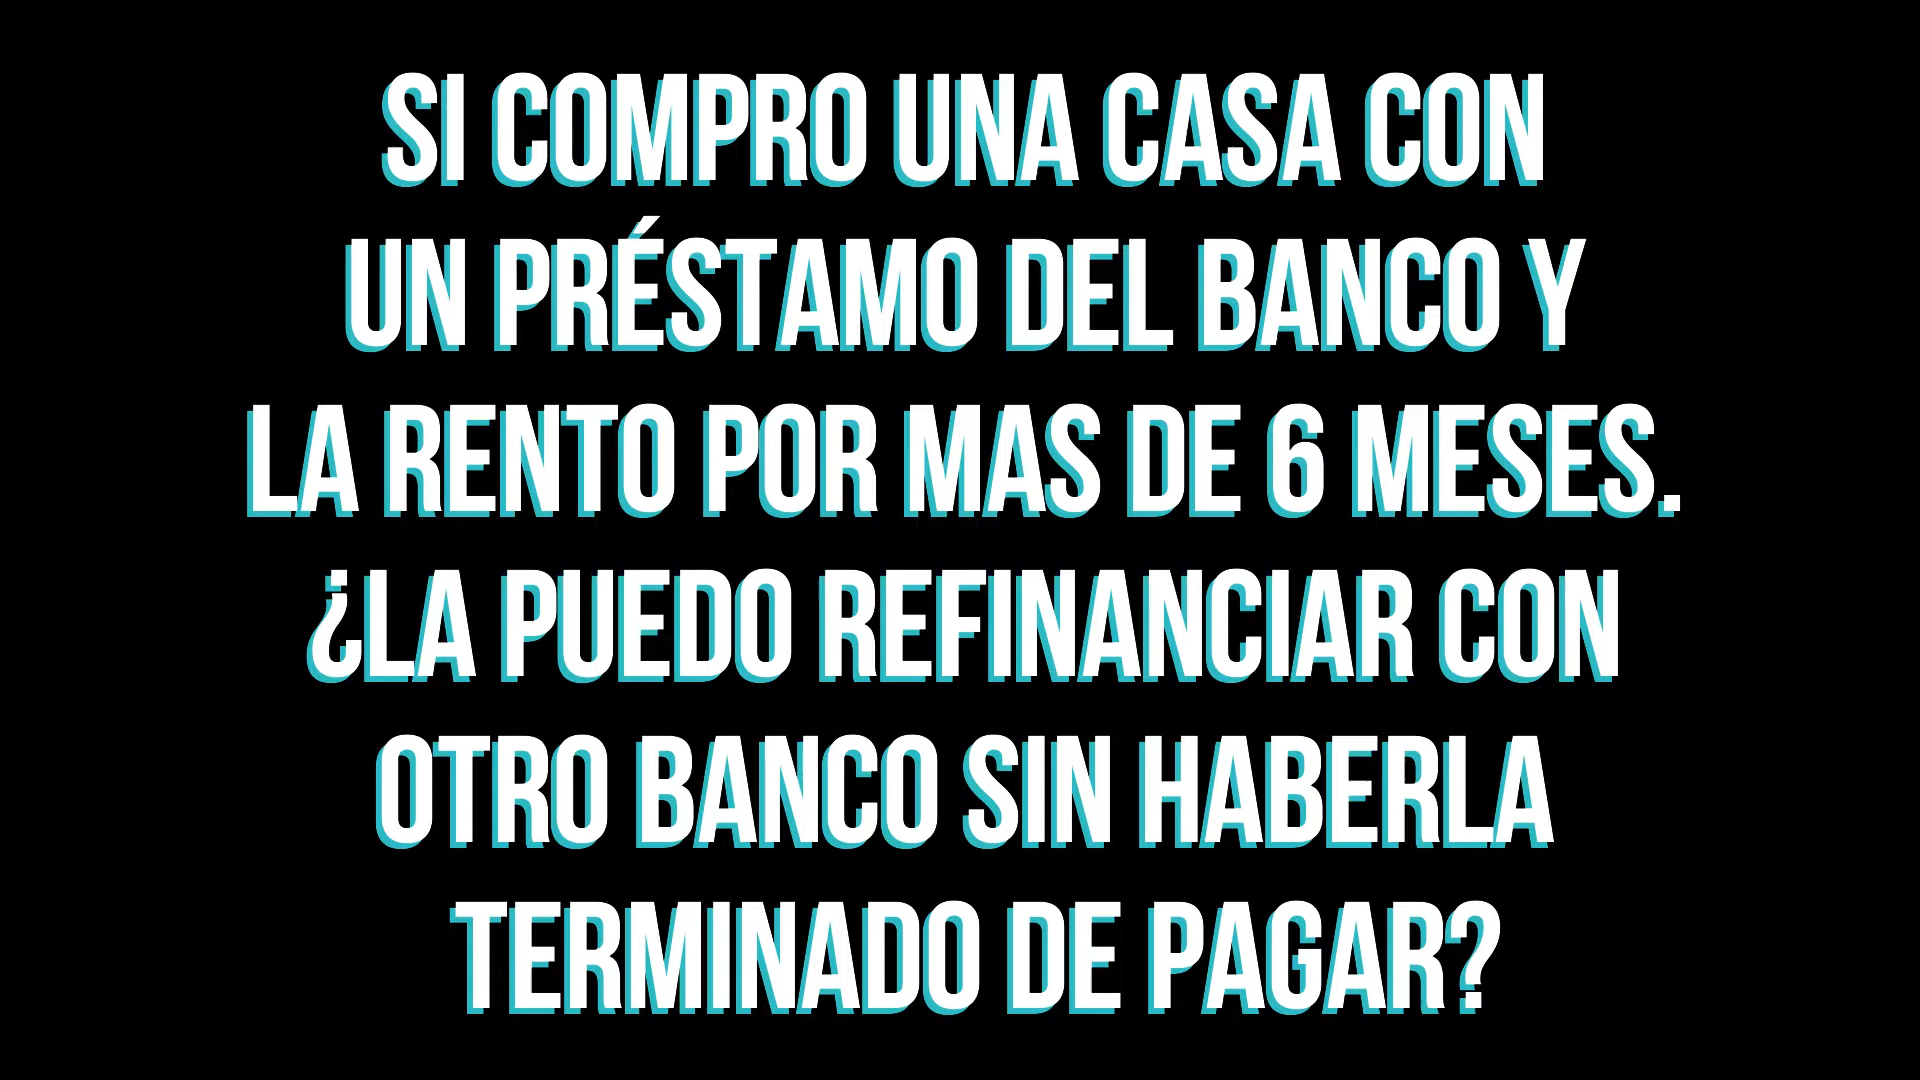 SI COMPRO UNA CASA CON
UN PRÉSTAMO DEL BANCO Y
LA RENTO POR MAS DE 6 MESES.
¿LA PUEDO REFINANCIAR CON
OTRO BANCO SIN HABERLA
TERMINADO DE PAGAR?